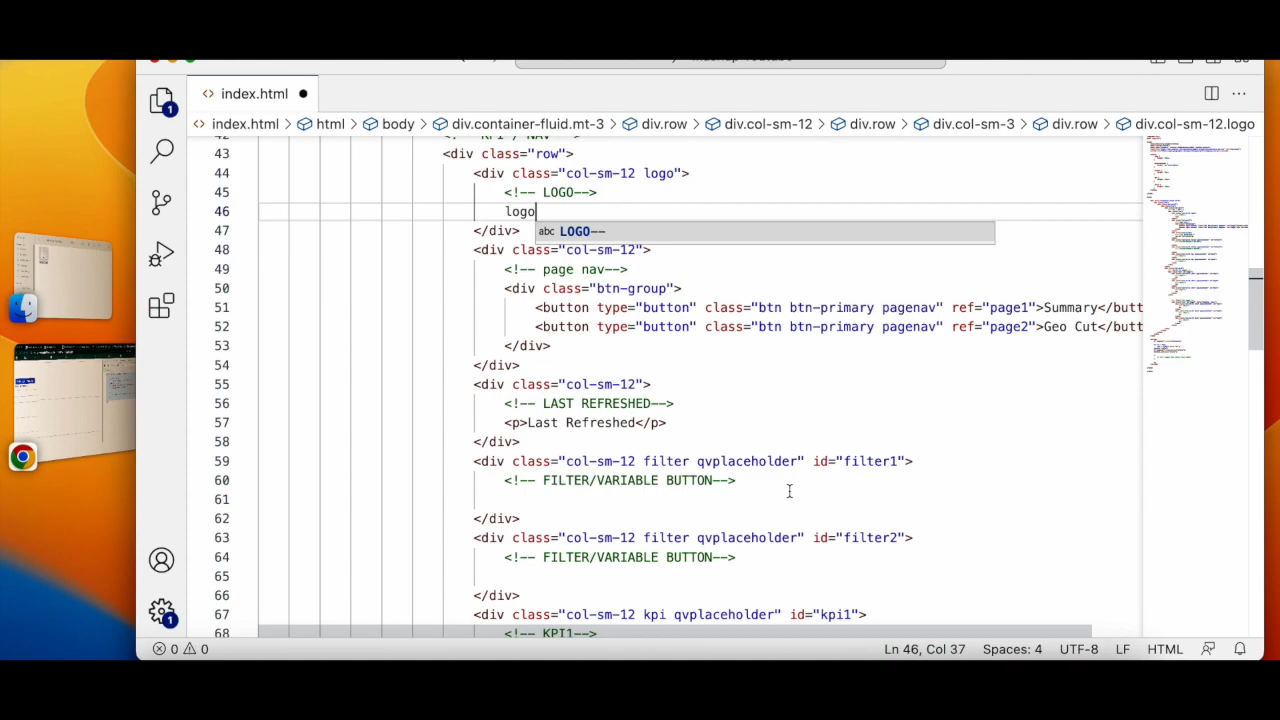 index.html
index.html > html > body > div.container-fluid.mt-3 > div.row > div.col-sm-12 > div.row > div.col-sm-3 > div.row > div.col-sm-12.logo
43 <div class="row">
44 <div class="col-sm-12 logo">
45 <!-- LOGO-->
46 logo
abc LOGO--
47 </div>
48 <div class="col-sm-12">
49 <!-- page nav-->
50 <div class="btn-group">
51 <button type="button" class="btn btn-primary pagenav" ref="page1">Summary</butt
52 <button type="button" class="btn btn-primary pagenav" ref="page2">Geo Cut</butt
53 </div>
54 </div>
55 <div class="col-sm-12">
56 <!-- LAST REFRESHED-->
57 <p>Last Refreshed</p>
58 </div>
59 <div class="col-sm-12 filter qvplaceholder" id="filter1">
60 <!-- FILTER/VARIABLE BUTTON-->
61
62 </div>
63 <div class="col-sm-12 filter qvplaceholder" id="filter2">
64 <!-- FILTER/VARIABLE BUTTON-->
65
66 </div>
67 <div class="col-sm-12 kpi qvplaceholder" id="kpi1">
68 <!-- KPI1-->
1
1
0 0 Ln 46, Col 37 Spaces: 4 UTF-8 LF HTML